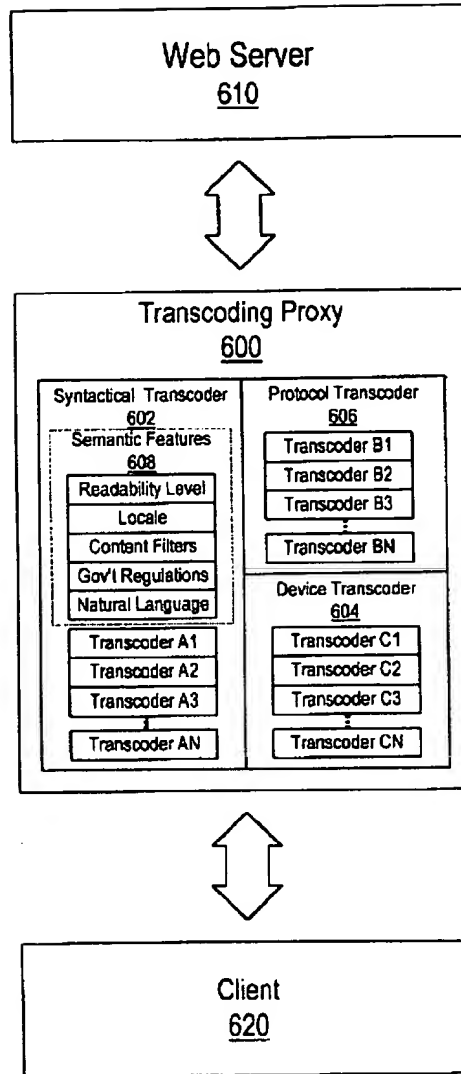 Web Server
610
Transcoding Proxy
600
Syntactical Transcoder
602
Semantic Features
608
Readability Level
Locale
Content Filters
Gov't Regulations
Natural Language
Transcoder A1
Transcoder A2
Transcoder A3
Transcoder AN
Protocol Transcoder
606
Transcoder B1
Transcoder B2
Transcoder B3
Transcoder BN
Device Transcoder
604
Transcoder C1
Transcoder C2
Transcoder C3
Transcoder CN
Client
620